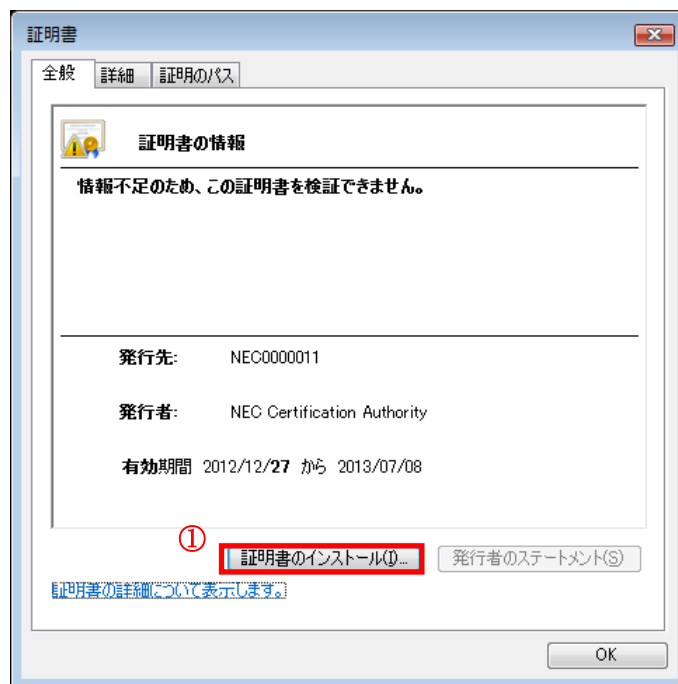 証明書
全般 詳細 証明のパス
証明書の情報
情報不足のため、この証明書を検証できません。
発行先: NEC0000011
発行者: NEC Certification Authority
有効期間 2012/12/27 から 2013/07/08
①
証明書のインストール(I)... 発行者のステートメント(S)
証明書の詳細について表示します。
OK